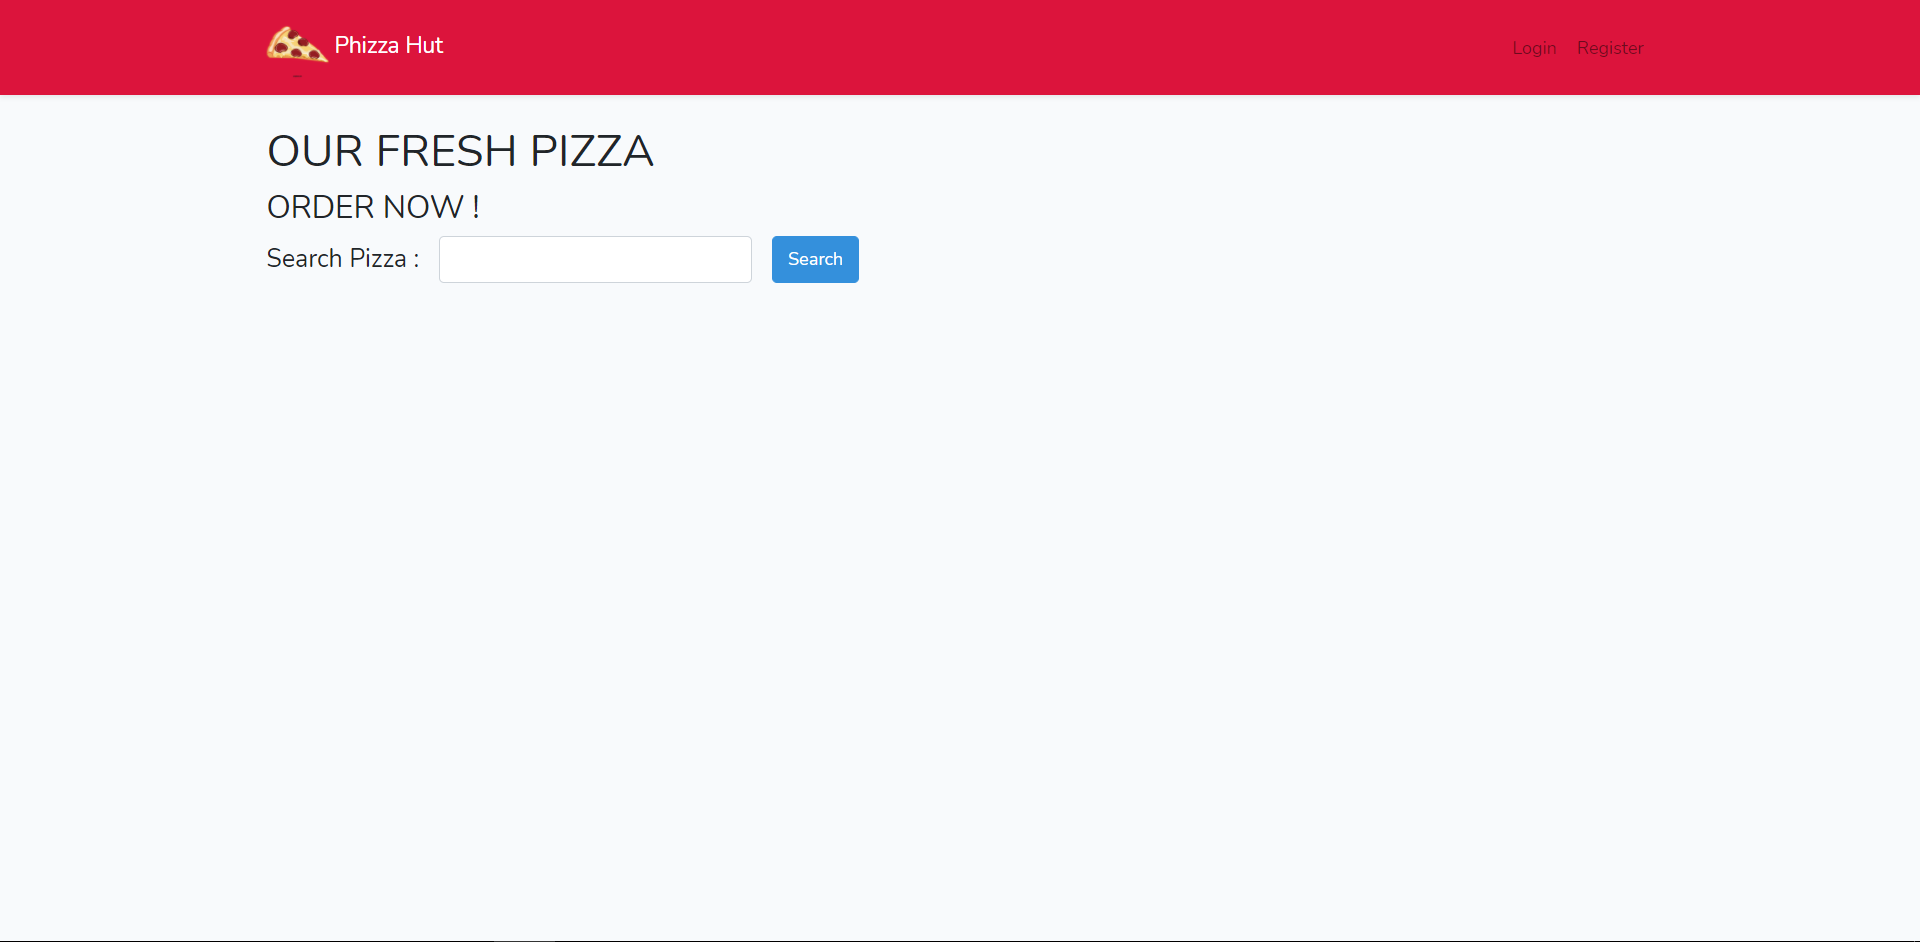 Phizza Hut
Login Register
OUR FRESH PIZZA
ORDER NOW !
Search Pizza : Search